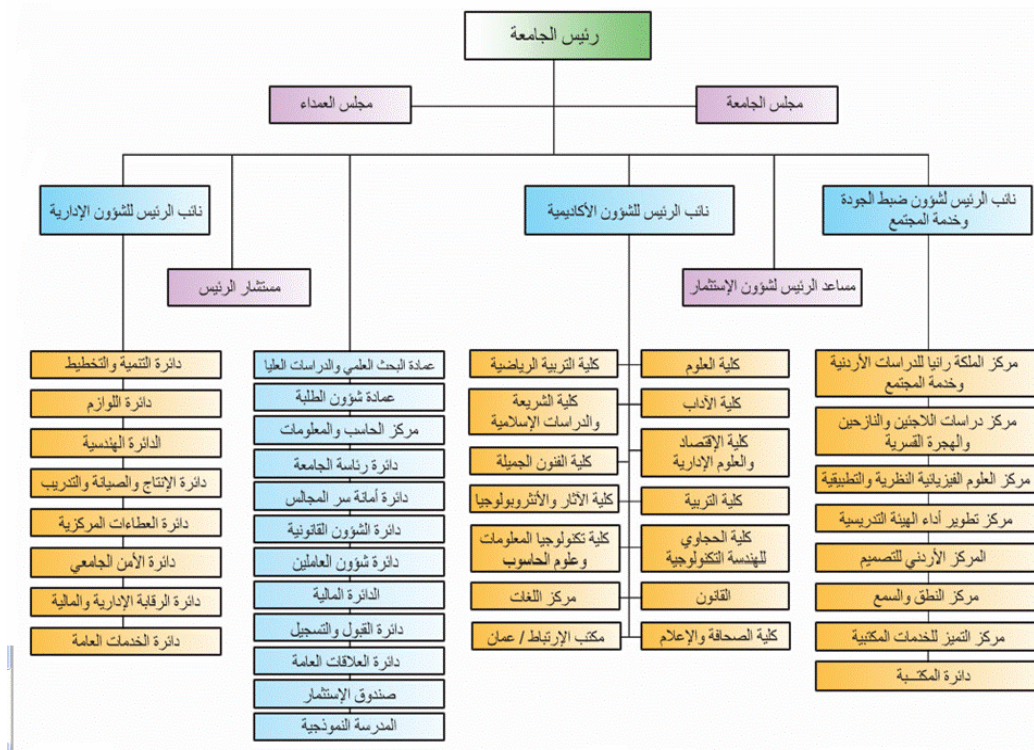 رئيس الجامعة
مجلس الجامعة
مجلس العمداء
نائب الرئيس لشؤون ضبط الجودة
وخدمة المجتمع
نائب الرئيس للشؤون الأكاديمية
نائب الرئيس للشؤون الإدارية
مساعد الرئيس لشؤون الإستثمار
مستشار الرئيس
مركز الملكة رانيا للدراسات الأردنية
وخدمة المجتمع
مركز دراسات اللاجئين والنازحين
والهجرة القسرية
مركز العلوم الفيزيائية النظرية والتطبيقية
مركز تطوير أداء الهيئة التدريسية
المركز الأردني للتصميم
مركز النطق والسمع
مركز التميز للخدمات المكتبية
دائرة المكتـــبة
كلية العلوم
كلية الآداب
كلية الإقتصاد
والعلوم الإدارية
كلية التربية
كلية الحجاوي
للهندسة التكنولوجية
القانون
كلية الصحافة والإعلام
كلية التربية الرياضية
كلية الشريعة
والدراسات الإسلامية
كلية الفنون الجميلة
كلية الآثار والأنثروبولوجيا
كلية تكنولوجيا المعلومات
وعلوم الحاسوب
مركز اللغات
مكتب الإرتباط / عمان
عمادة البحث العلمي والدراسات العليا
عمادة شؤون الطلبة
مركز الحاسب والمعلومات
دائرة رئاسة الجامعة
دائرة أمانة سر المجالس
دائرة الشؤون القانونية
دائرة شؤون العاملين
الدائرة المالية
دائرة القبول والتسجيل
دائرة العلاقات العامة
صندوق الإستثمار
المدرسة النموذجية
دائرة التنمية والتخطيط
دائرة اللوازم
الدائرة الهندسية
دائرة الإنتاج والصيانة والتدريب
دائرة العطاءات المركزية
دائرة الأمن الجامعي
دائرة الرقابة الإدارية والمالية
دائرة الخدمات العامة